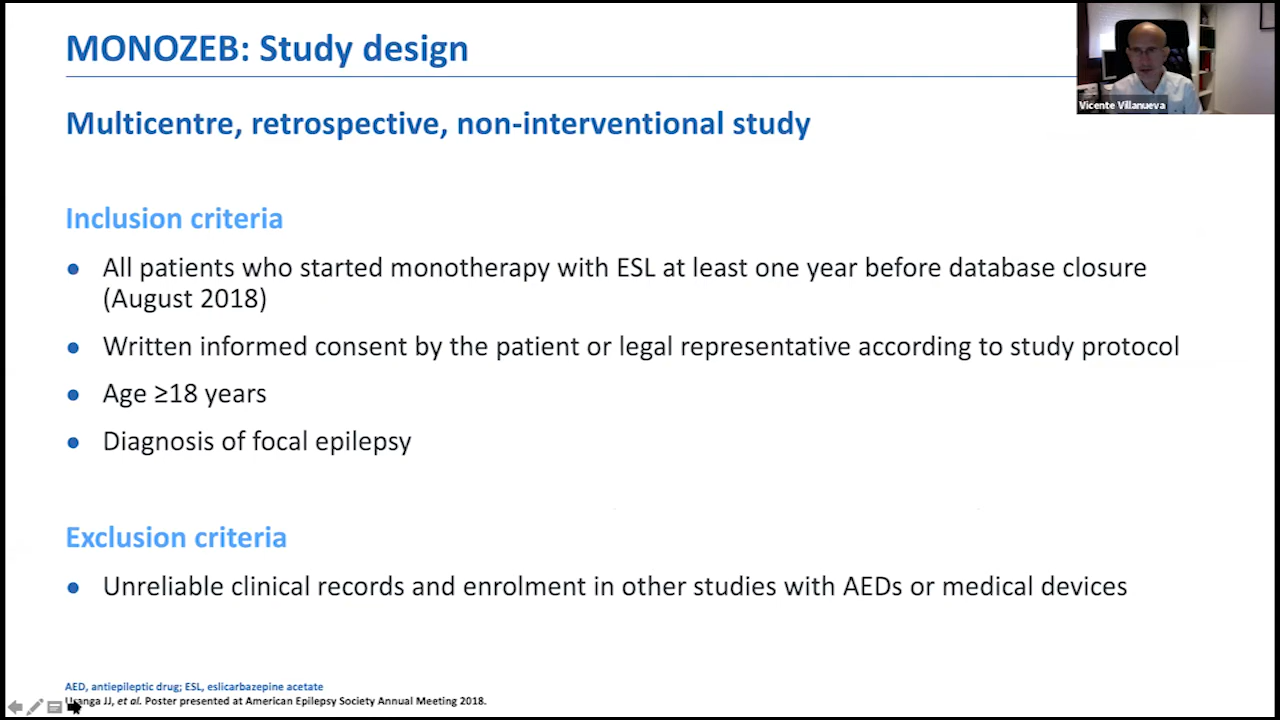 MONOZEB: Study design
Vicente Villanueva
Multicentre, retrospective, non-interventional study
Inclusion criteria
● All patients who started monotherapy with ESL at least one year before database closure
(August 2018)
● Written informed consent by the patient or legal representative according to study protocol
● Age ≥18 years
● Diagnosis of focal epilepsy
Exclusion criteria
● Unreliable clinical records and enrolment in other studies with AEDs or medical devices
AED, antiepileptic drug; ESL, eslicarbazepine acetate
Uranga JJ, et al. Poster presented at American Epilepsy Society Annual Meeting 2018.